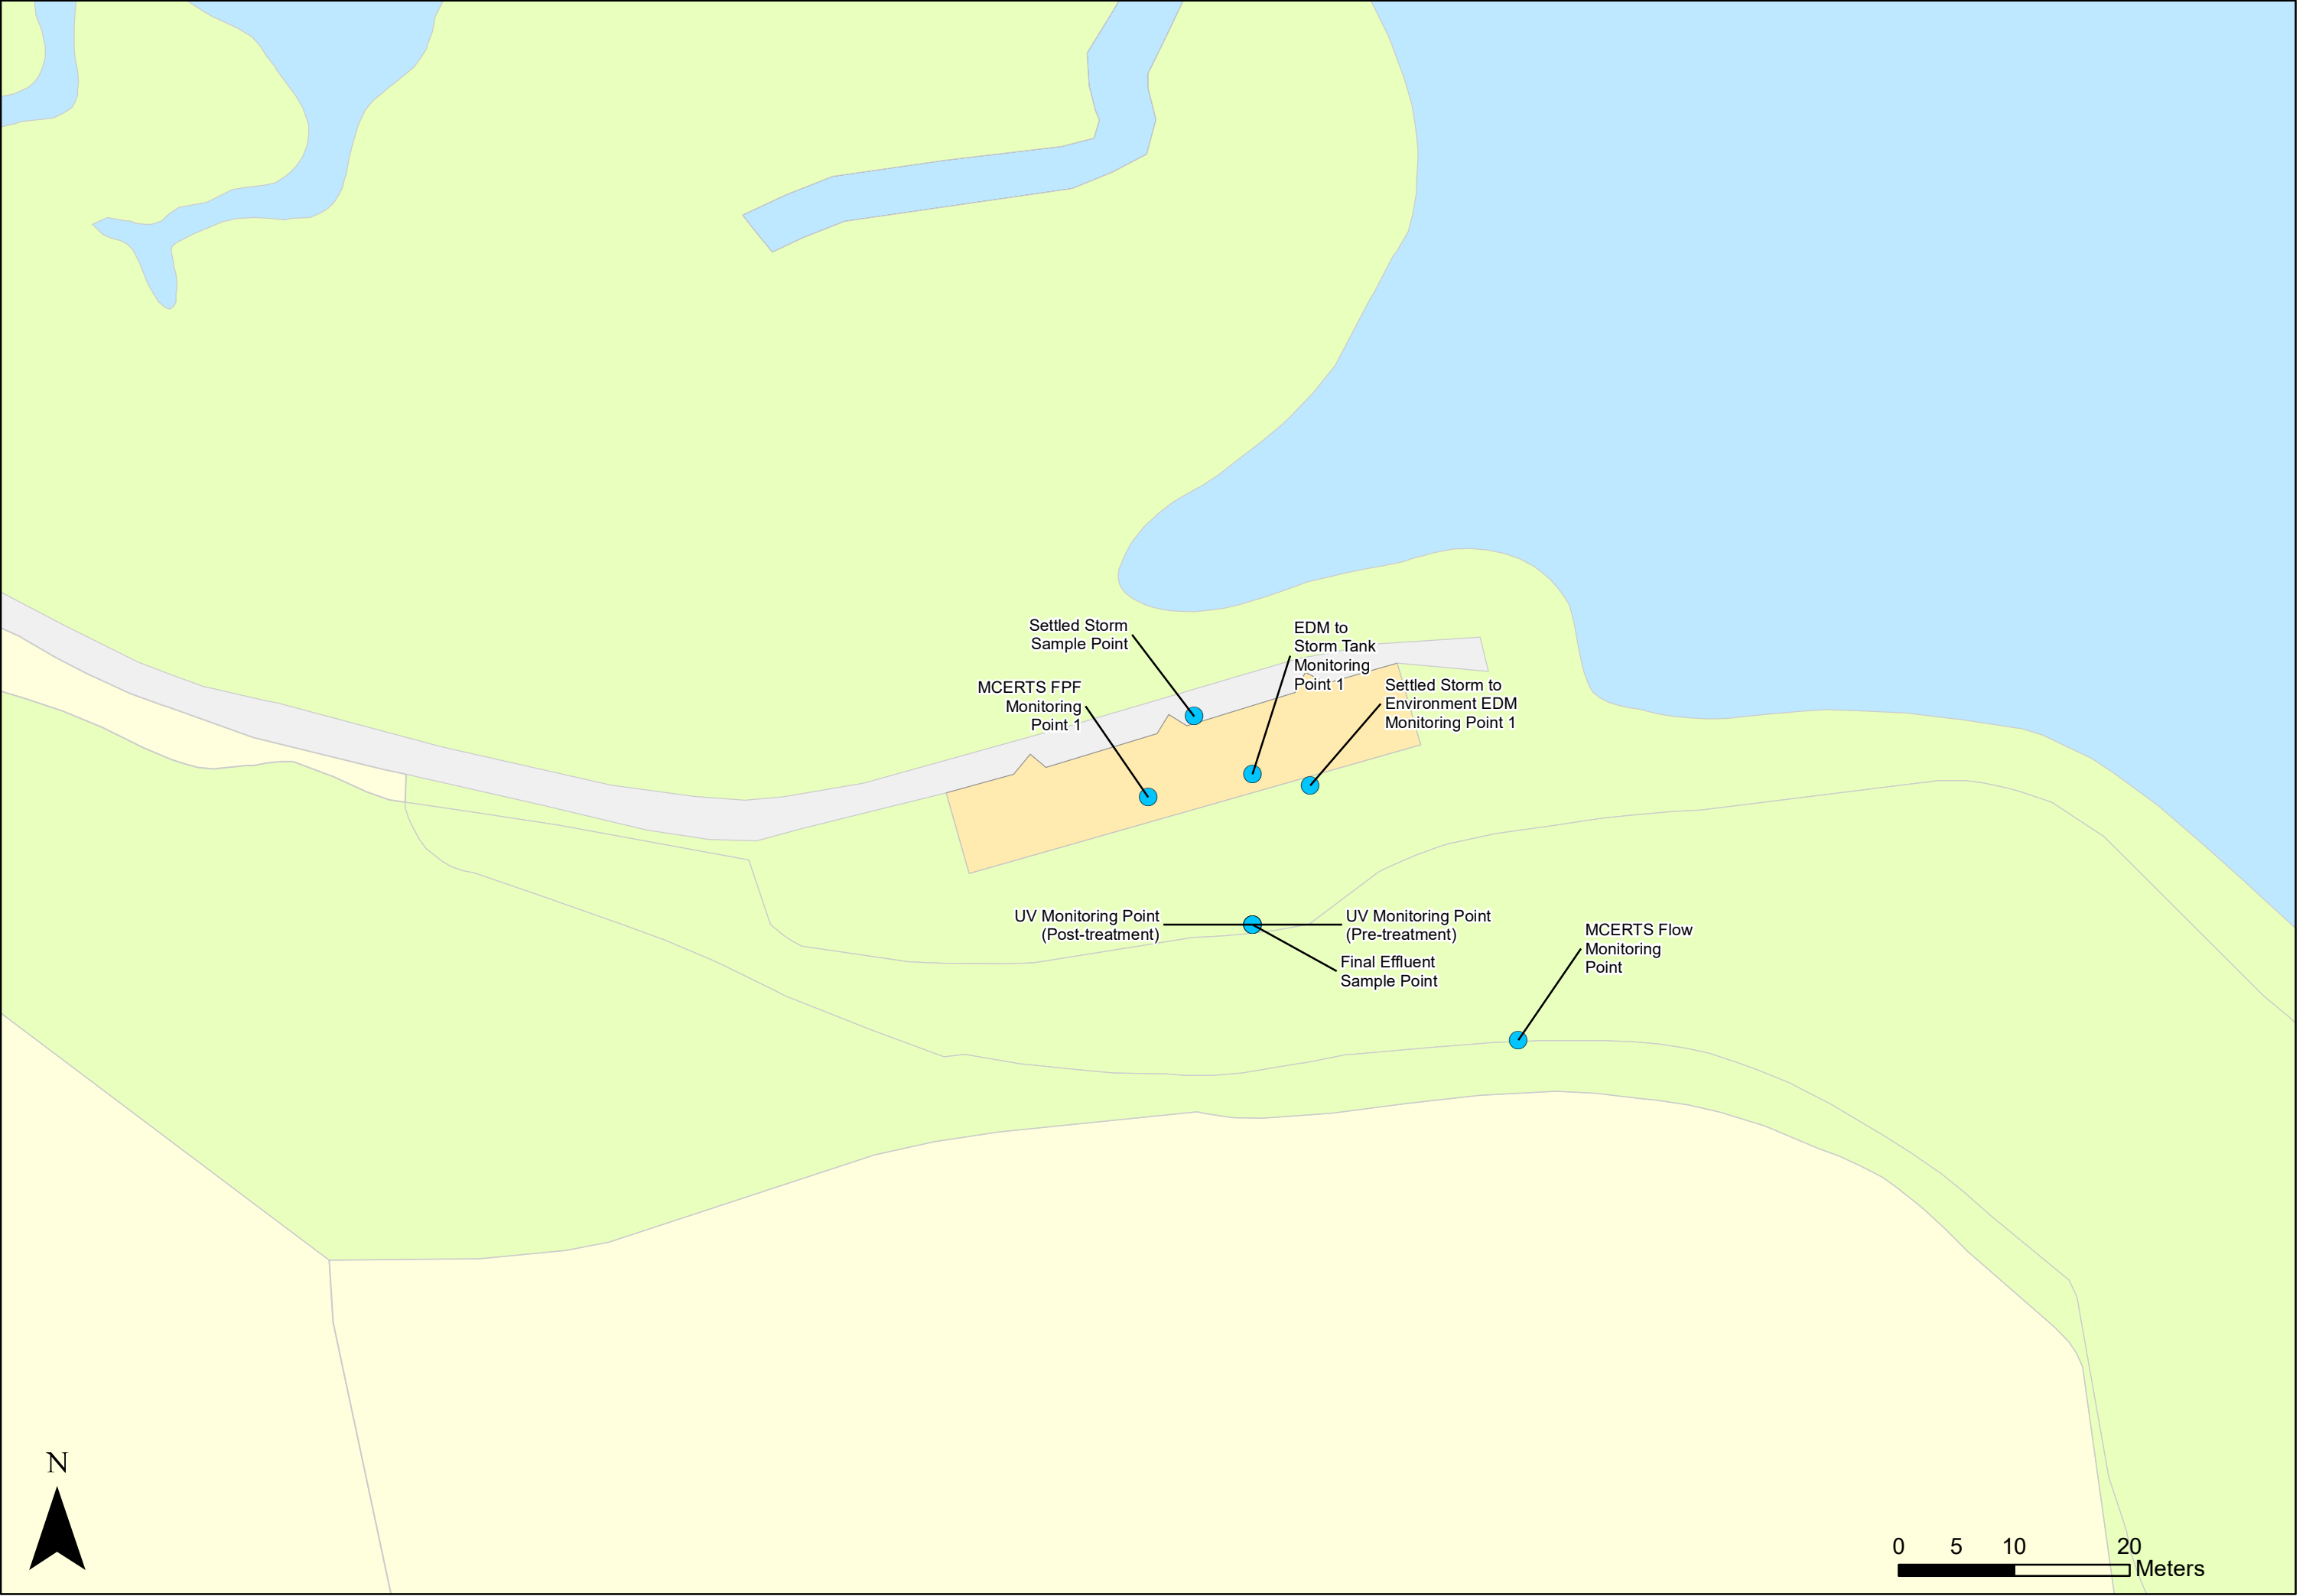 Settled Storm
Sample Point
EDM to
Storm Tank
Monitoring
Point 1
MCERTS FPF
Monitoring
Point 1
Settled Storm to
Environment EDM
Monitoring Point 1
UV Monitoring Point
(Post-treatment)
UV Monitoring Point
(Pre-treatment)
Final Effluent
Sample Point
MCERTS Flow
Monitoring
Point
N
0 5 10 20
Meters